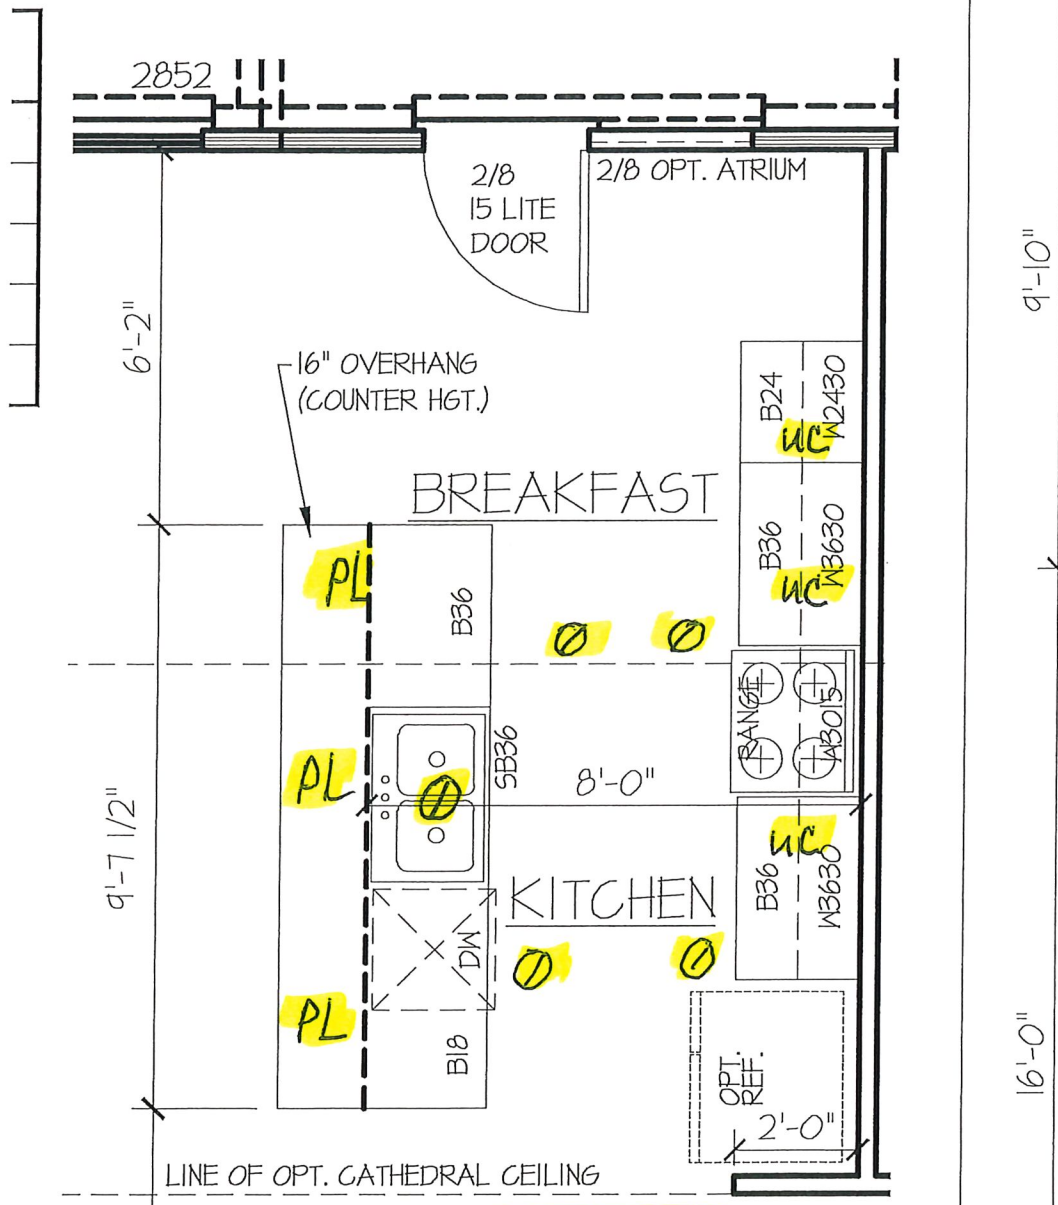 2852
2/8
15 LITE
DOOR
2/8 OPT. ATRIUM
9'-10"
6'-2"
16" OVERHANG
(COUNTER HGT.)
B24
W2430
UC
BREAKFAST
B36
W3630
UC
PL
B36
RANGE
W3015
PL
SB36
8'-0"
9'-7 1/2"
UC
B36
W3630
KITCHEN
DW
PL
B18
OPT.
REF.
2'-0"
16'-0"
LINE OF OPT. CATHEDRAL CEILING